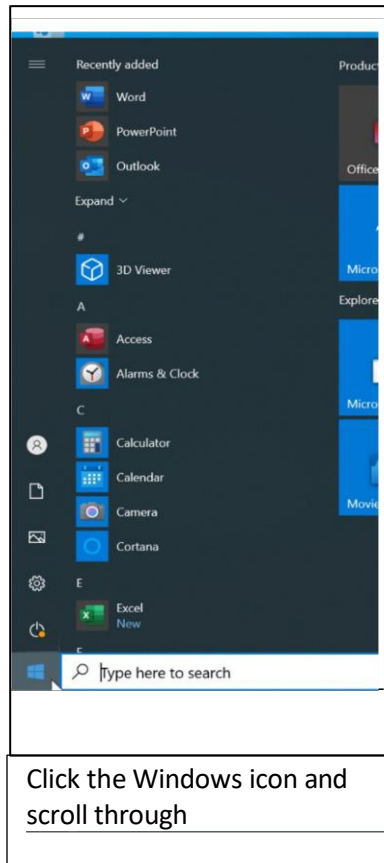 Recently added
Produc
Word
PowerPoint
Outlook
Office
Expand
#
3D Viewer
Micro
A
Explore
Access
Alarms & Clock
Micro
C
Calculator
Calendar
Camera
Movie
Cortana
E
Excel
New
Type here to search
Click the Windows icon and
scroll through